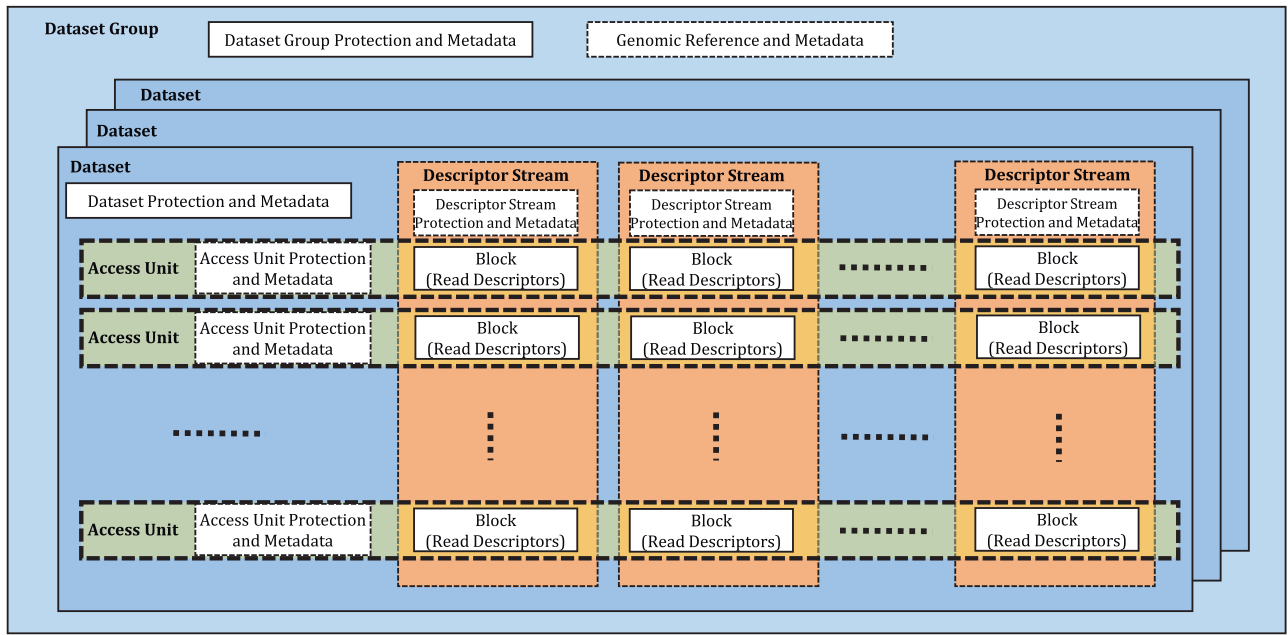 Dataset Group
Dataset Group Protection and Metadata
Genomic Reference and Metadata
Dataset
Dataset
Dataset
Dataset Protection and Metadata
Descriptor Stream
Descriptor Stream
Protection and Metadata
Descriptor Stream
Descriptor Stream
Protection and Metadata
Descriptor Stream
Descriptor Stream
Protection and Metadata
Access Unit
Access Unit Protection
and Metadata
Block
(Read Descriptors)
Block
(Read Descriptors)
Block
(Read Descriptors)
Access Unit
Access Unit Protection
and Metadata
Block
(Read Descriptors)
Block
(Read Descriptors)
Block
(Read Descriptors)
Access Unit
Access Unit Protection
and Metadata
Block
(Read Descriptors)
Block
(Read Descriptors)
Block
(Read Descriptors)